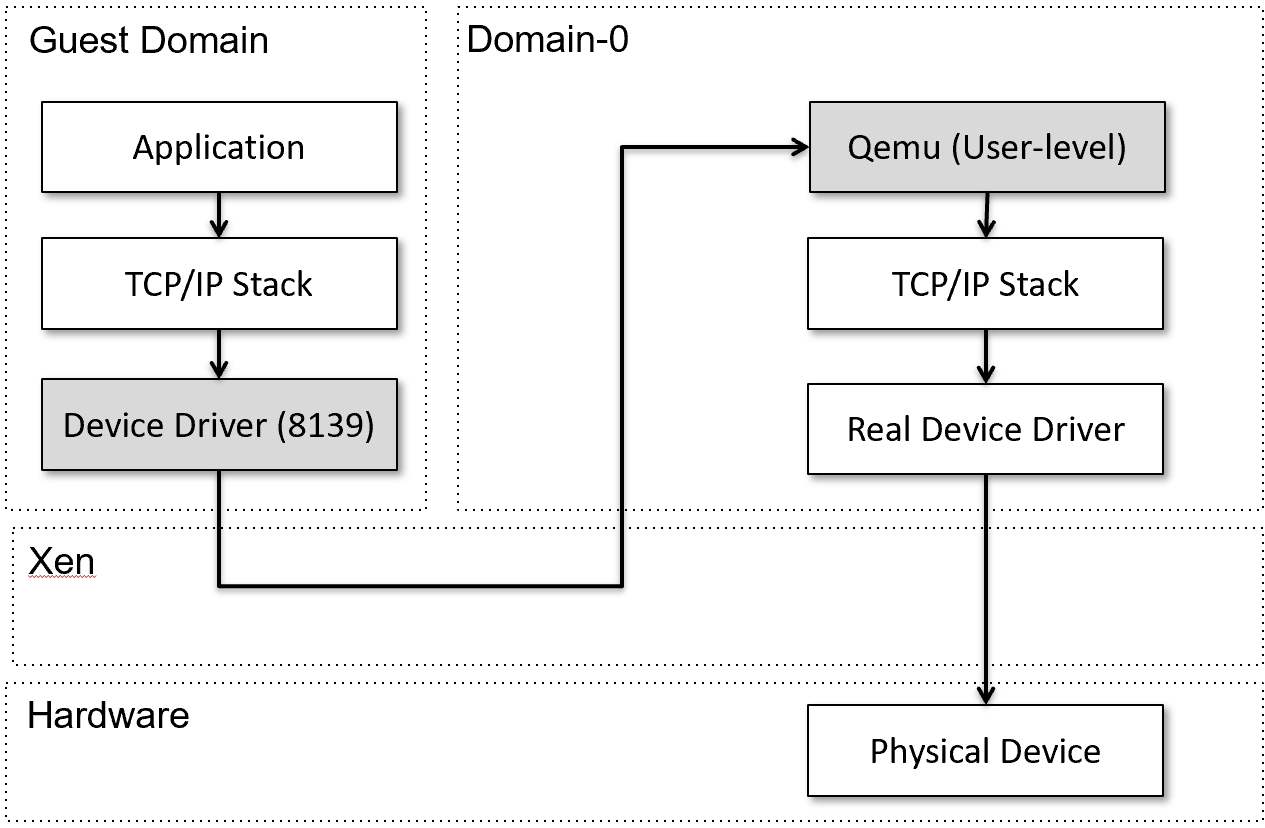 Guest Domain
Application
TCP/IP Stack
Device Driver (8139)
Domain-0
Qemu (User-level)
TCP/IP Stack
Real Device Driver
Xen
Hardware
Physical Device